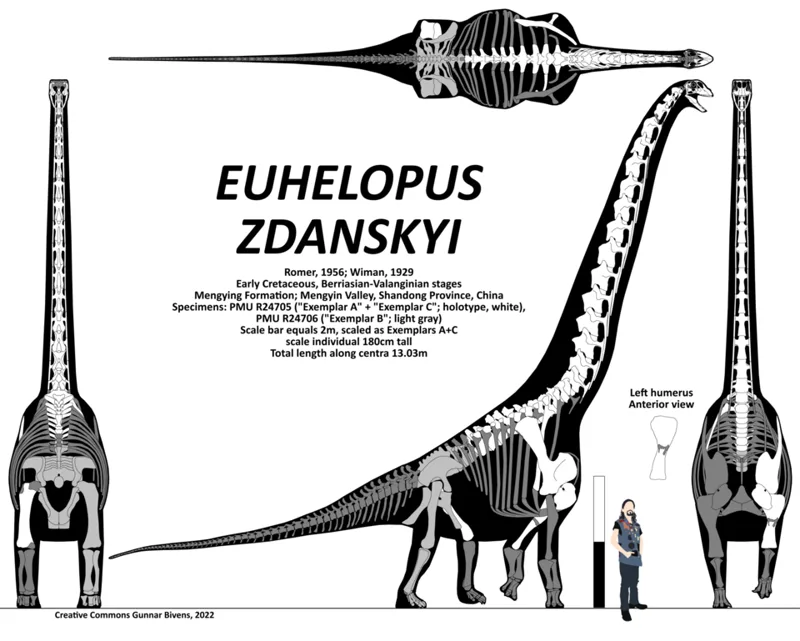 EUHELOPUS
ZDANSKYI
Romer, 1956; Wiman, 1929
Early Cretaceous, Berriasian-Valanginian stages
Mengying Formation; Mengyin Valley, Shandong Province, China
Specimens: PMU R24705 ("Exemplar A" + "Exemplar C"; holotype, white),
PMU R24706 ("Exemplar B"; light gray)
Scale bar equals 2m, scaled as Exemplars A+C
scale individual 180cm tall
Total length along centra 13.03m
Left humerus
Anterior view
Creative Commons Gunnar Bivens, 2022